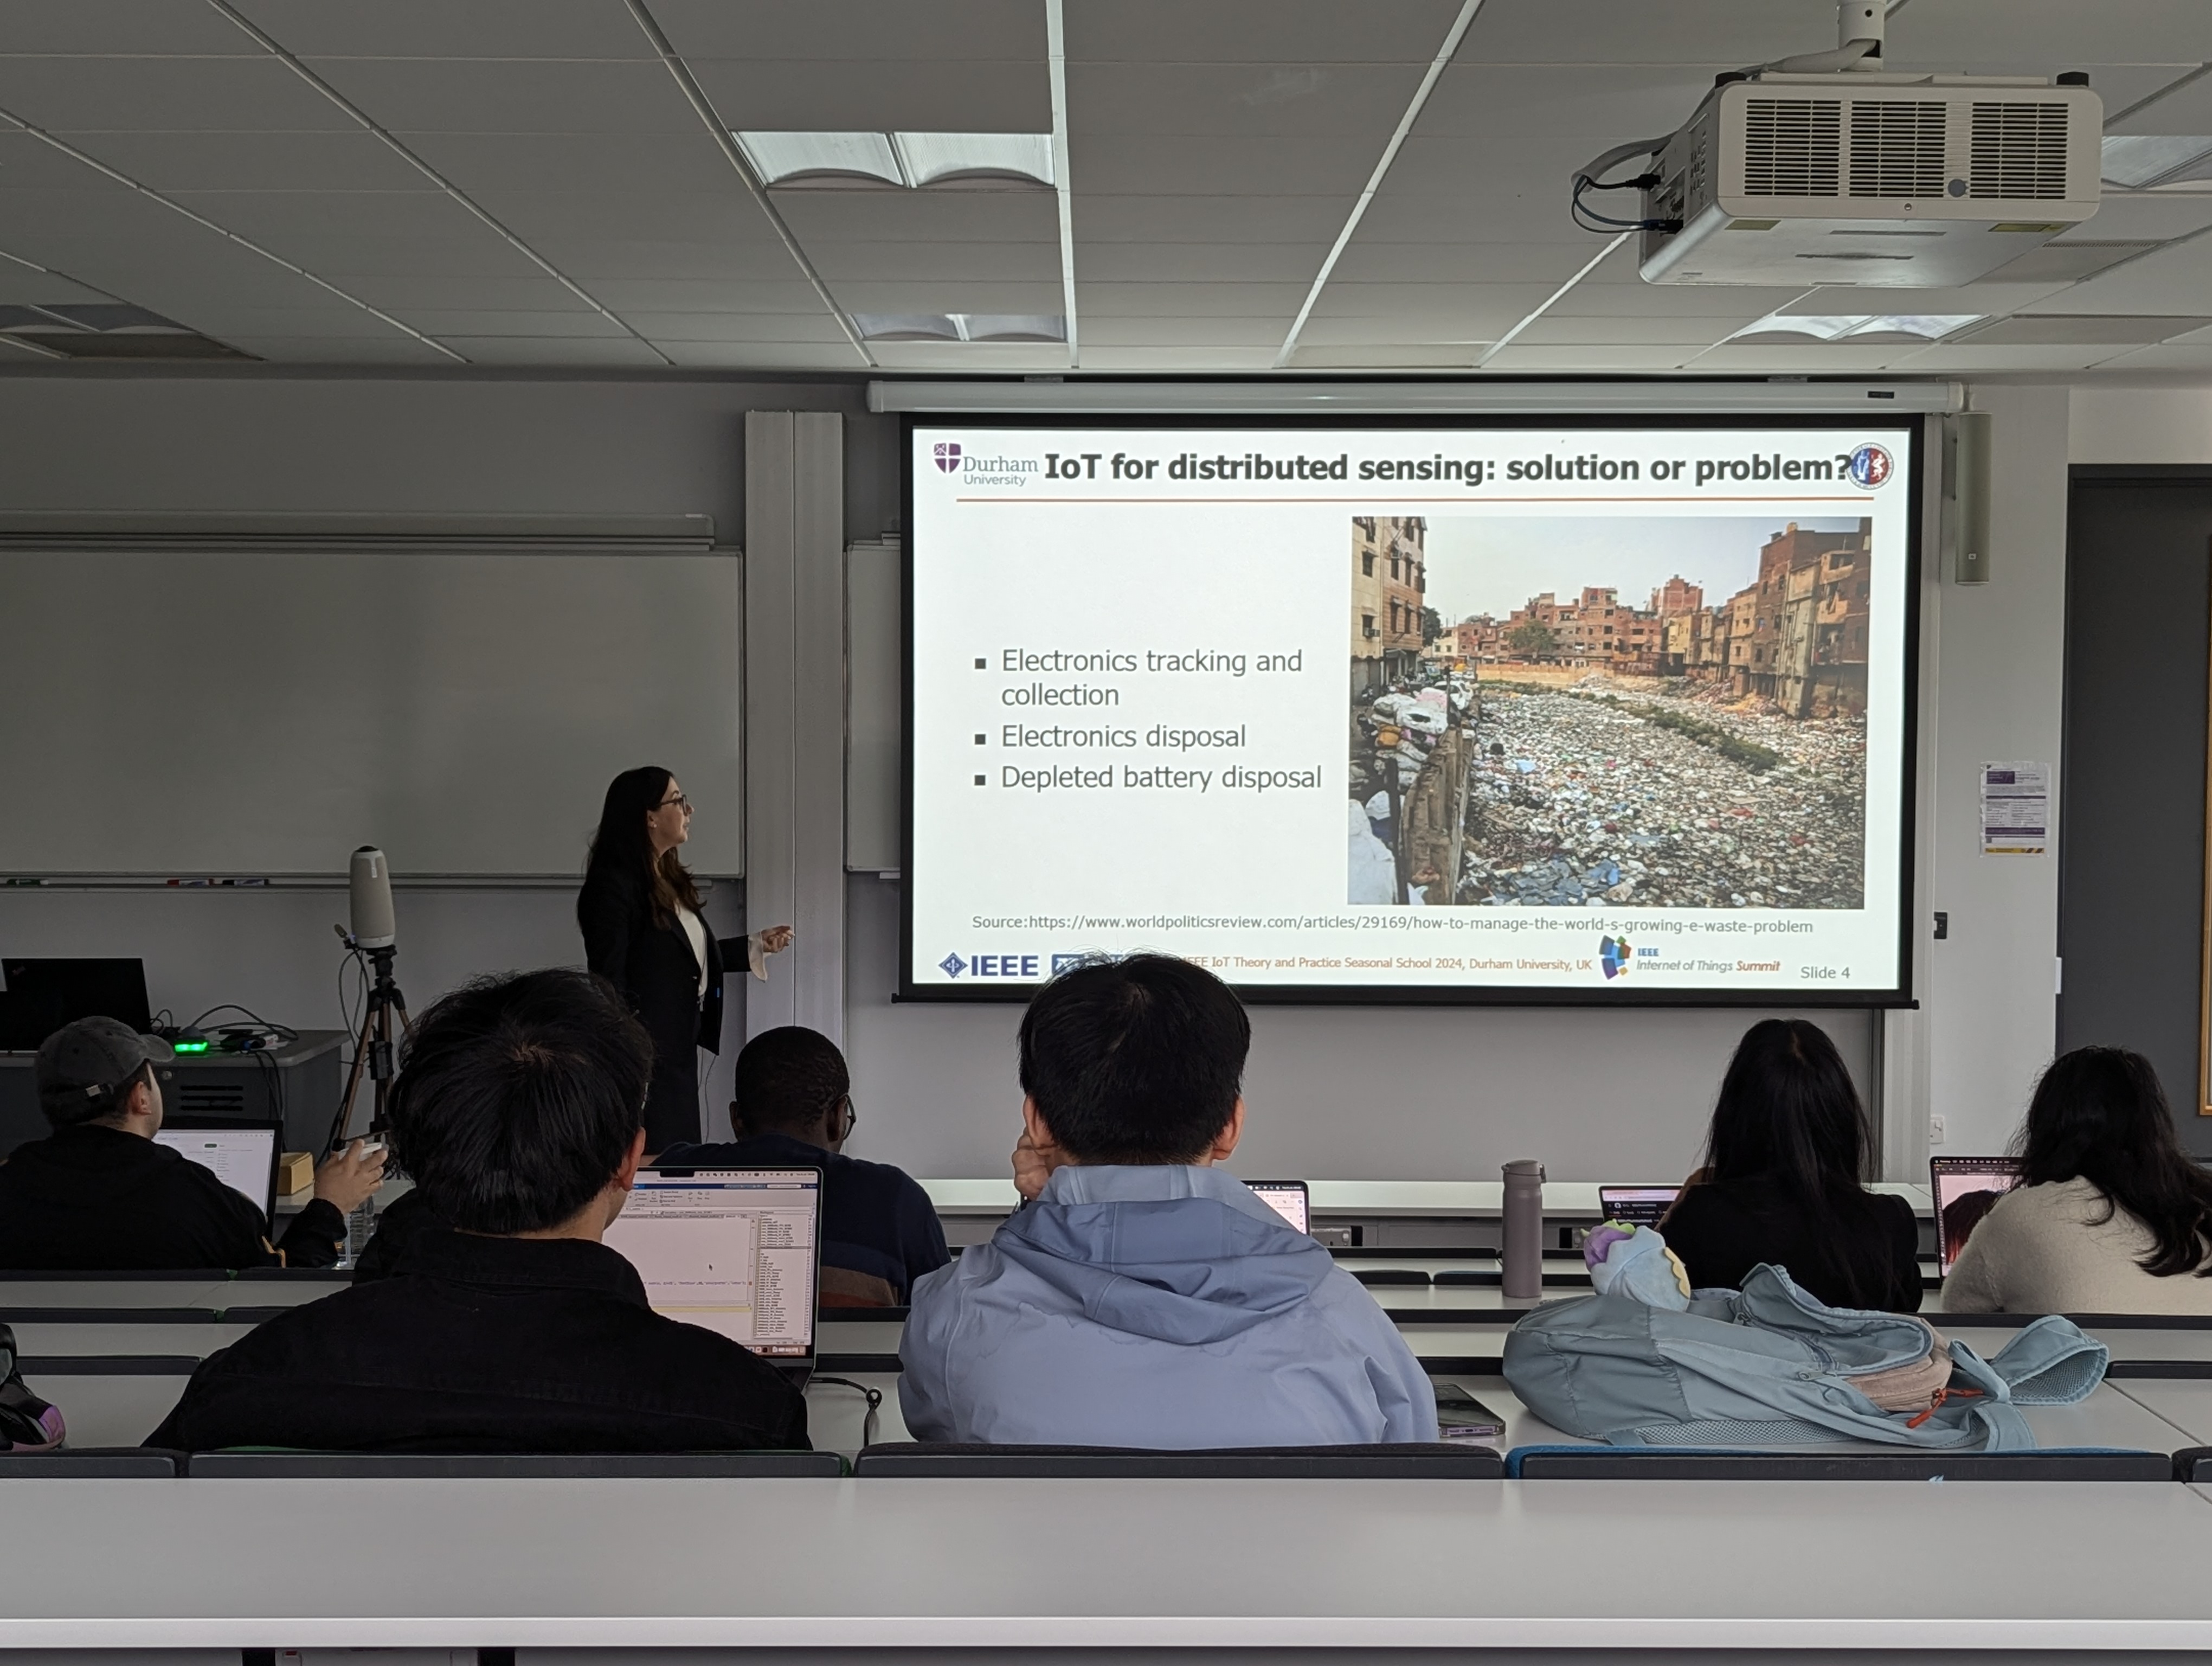 Durham
University
IoT for distributed sensing: solution or problem?
Electronics tracking and
collection
Electronics disposal
Depleted battery disposal
Source:https://www.worldpoliticsreview.com/articles/29169/how-to-manage-the-world-s-growing-e-waste-problem
IEEE
IoT Theory and Practice Seasonal School 2024, Durham University, UK
IEEE
Internet of Things Summit
Slide 4